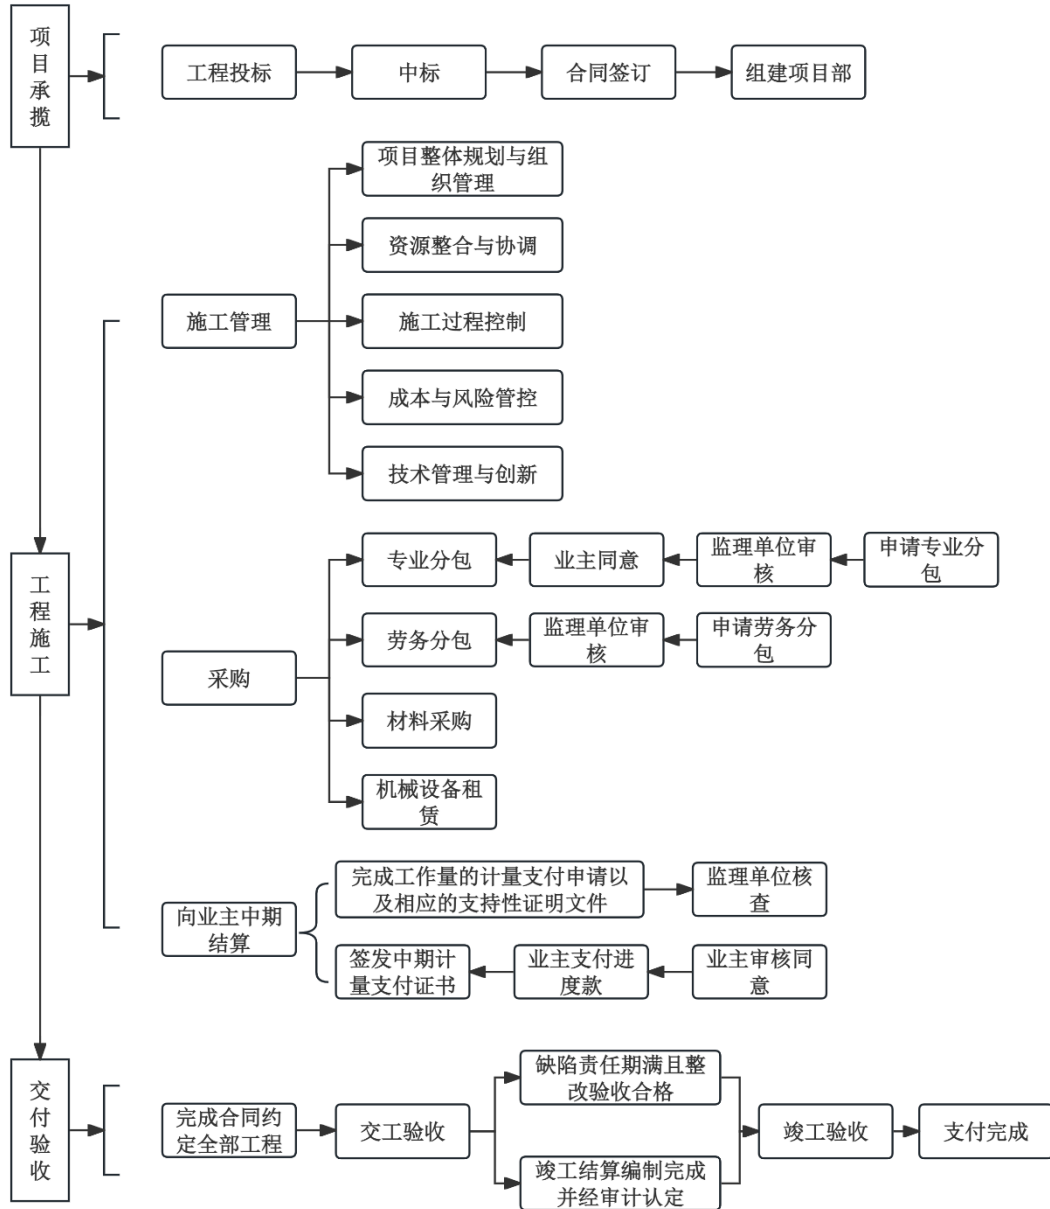 项
目
承
揽
工程投标
中标
合同签订
组建项目部
项目整体规划与组
织管理
资源整合与协调
施工管理
施工过程控制
成本与风险管控
技术管理与创新
工
程
施
工
专业分包
业主同意
监理单位审
核
申请专业分
包
劳务分包
监理单位审
核
申请劳务分
包
采购
材料采购
机械设备租
赁
向业主中期
结算
完成工作量的计量支付申请以
及相应的支持性证明文件
监理单位核
查
签发中期计
量支付证书
业主支付进
度款
业主审核同
意
交
付
验
收
完成合同约
定全部工程
交工验收
缺陷责任期满且整
改验收合格
竣工结算编制完成
并经审计认定
竣工验收
支付完成